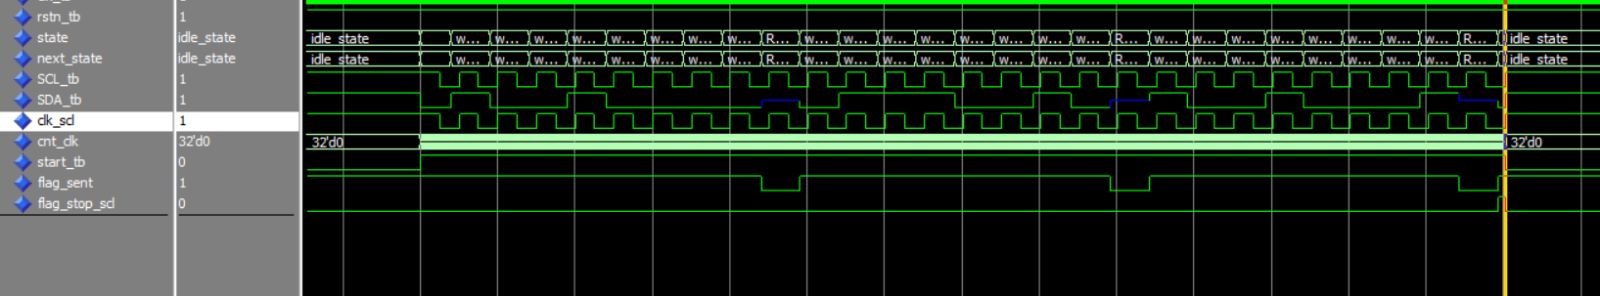 rstn_tb 1
state idle_state idle_state w... w... w... w... w... w... w... w... R... w... w... w... w... w... w... w... w... R... w... w... w... w... w... w... w... w... R... idle_state
next_state idle_state idle_state w... w... w... w... w... w... w... w... R... w... w... w... w... w... w... w... w... R... w... w... w... w... w... w... w... w... R... idle_state
SCL_tb 1
SDA_tb 1
clk_scl 1
cnt_clk 32'd0 32'd0 32'd0
start_tb 0
flag_sent 1
flag_stop_scl 0